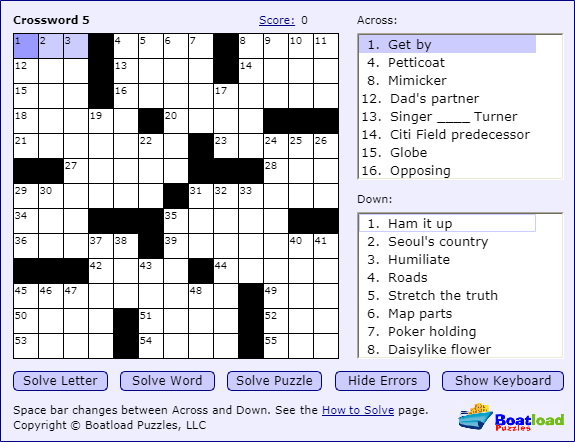 Crossword 5 Score: 0
1 2 3 4 5 6 7 8 9 10 11
12 13 14
15 16 17
18 19 20
21 22 23 24 25 26
27 28
29 30 31 32 33
34 35
36 37 38 39 40 41
42 43 44
45 46 47 48 49
50 51 52
53 54 55
Across:
1. Get by
4. Petticoat
8. Mimicker
12. Dad's partner
13. Singer ____ Turner
14. Citi Field predecessor
15. Globe
16. Opposing
Down:
1. Ham it up
2. Seoul's country
3. Humiliate
4. Roads
5. Stretch the truth
6. Map parts
7. Poker holding
8. Daisylike flower
Solve Letter Solve Word Solve Puzzle Hide Errors Show Keyboard
Space bar changes between Across and Down. See the How to Solve page.
Copyright © Boatload Puzzles, LLC
Boatload
Puzzles